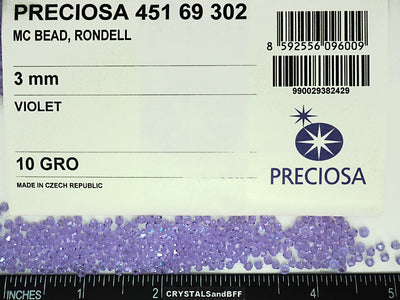 PRECIOSA 451 69 302
MC BEAD, RONDELL
8 592556 096009
3 mm
990029382429
VIOLET
10 GRO
PRECIOSA
MADE IN CZECH REPUBLIC
INCHES 1 2 3 4 5
CRYSTALSandBFF